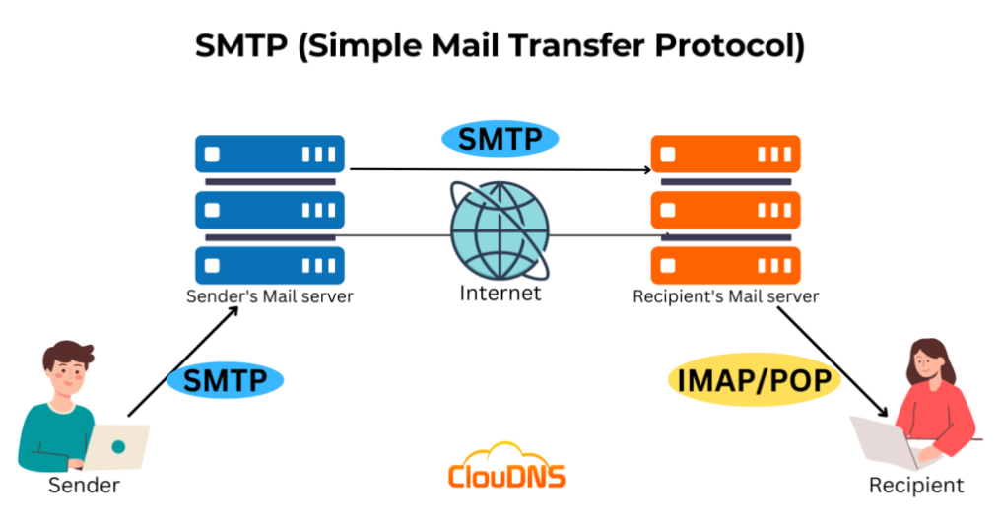 SMTP (Simple Mail Transfer Protocol)
SMTP
Internet
Sender's Mail server
Recipient's Mail server
SMTP
IMAP/POP
Sender
ClouDNS
Recipient